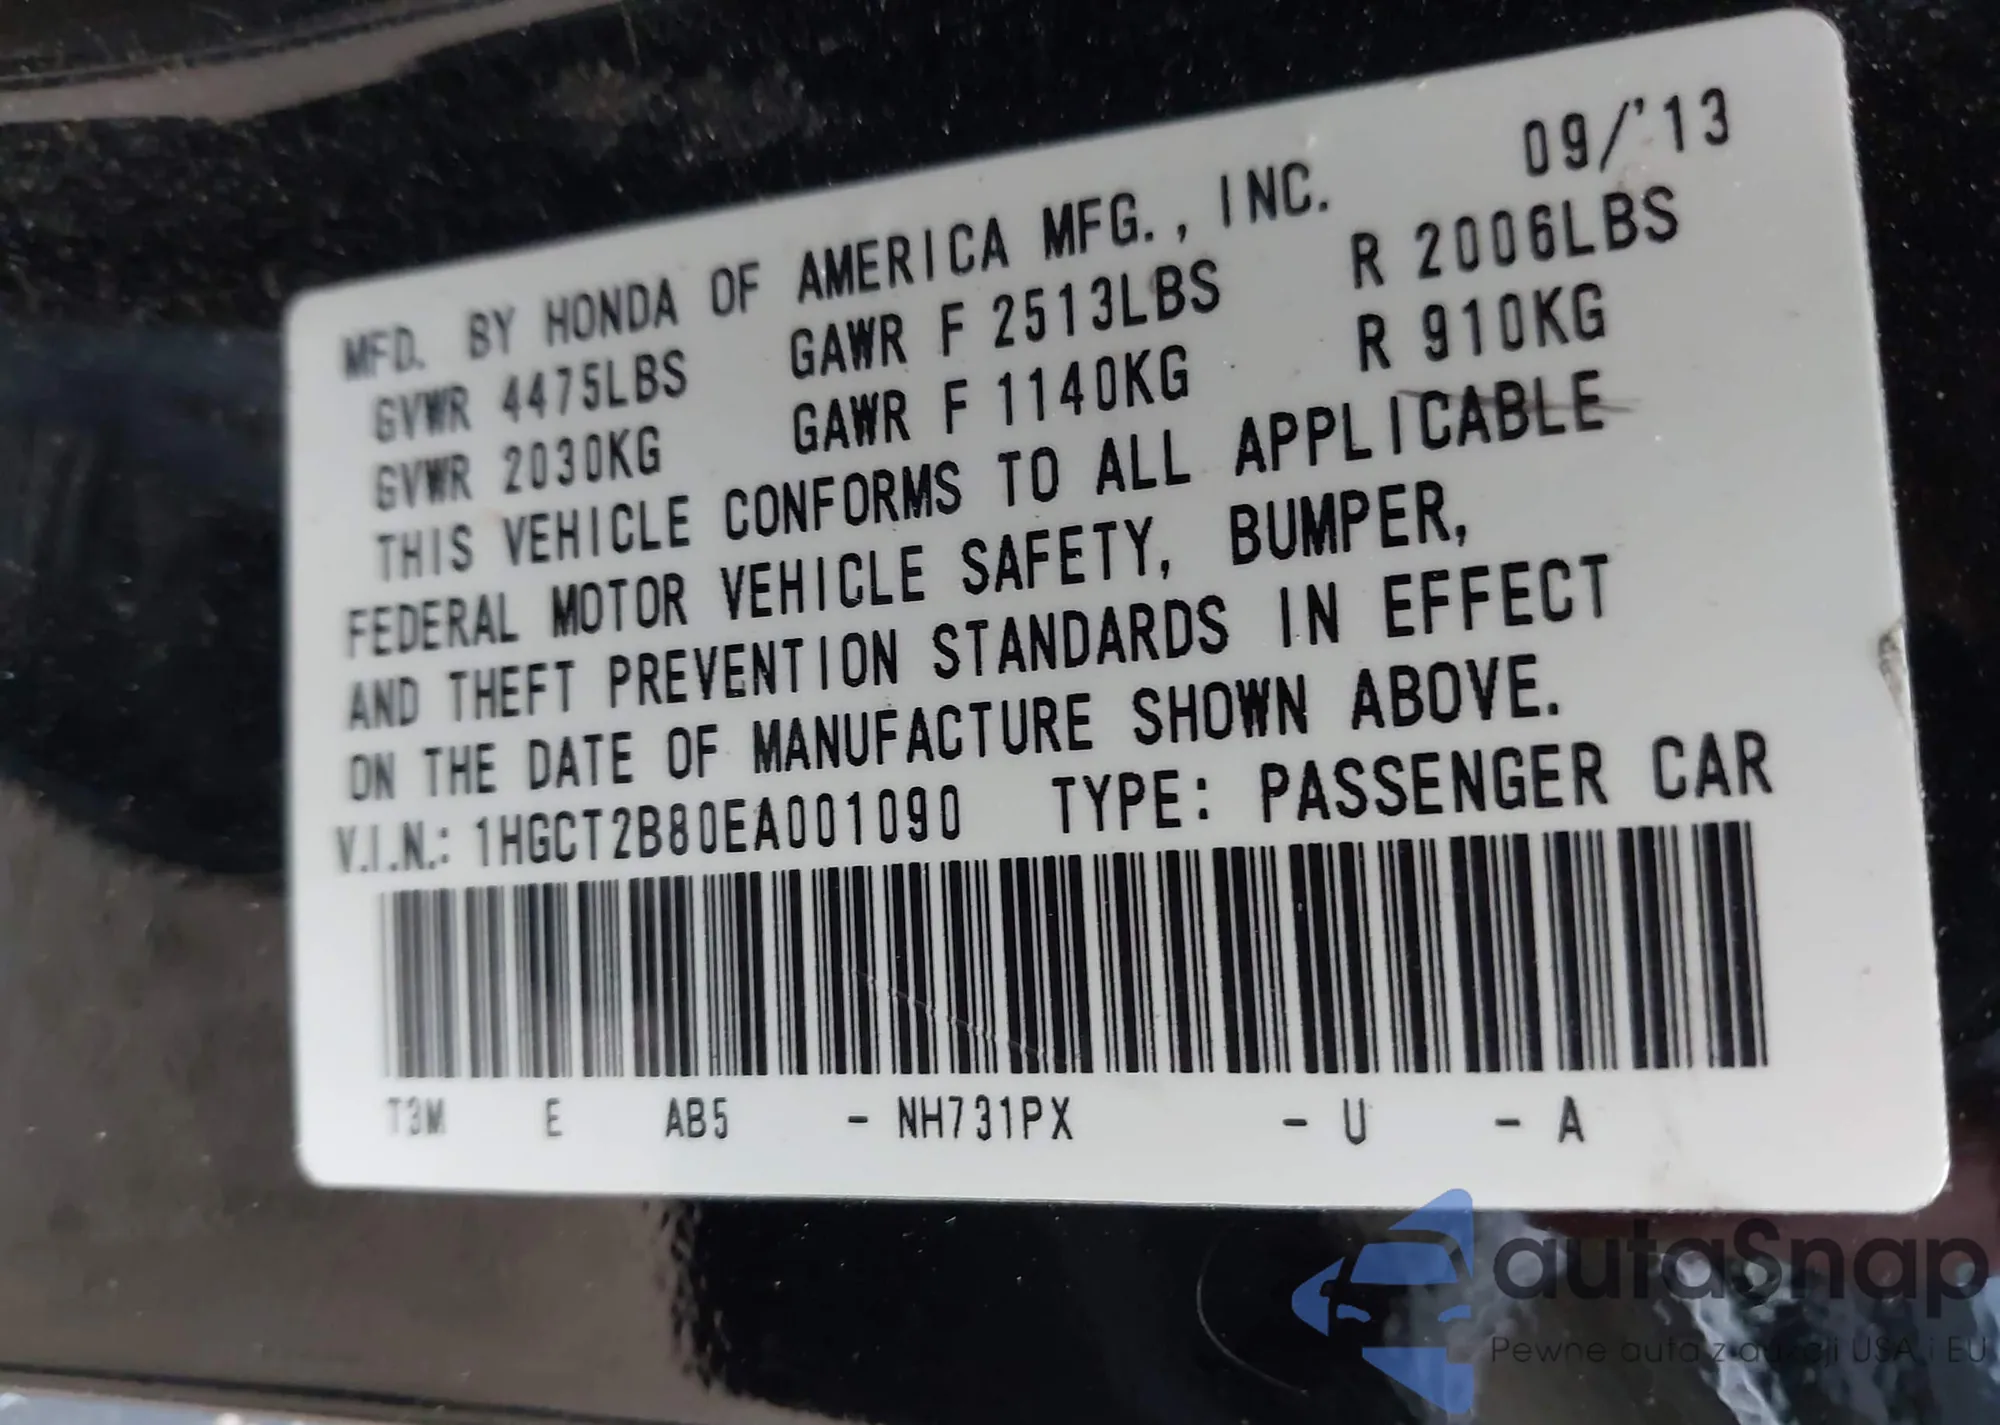 09/'13
MFD. BY HONDA OF AMERICA MFG., INC.
GVWR 4475LBS GAWR F 2513LBS R 2006LBS
GVWR 2030KG GAWR F 1140KG R 910KG
THIS VEHICLE CONFORMS TO ALL APPLICABLE
FEDERAL MOTOR VEHICLE SAFETY, BUMPER,
AND THEFT PREVENTION STANDARDS IN EFFECT
ON THE DATE OF MANUFACTURE SHOWN ABOVE.
V.I.N.: 1HGCT2B80EA001090 TYPE: PASSENGER CAR
T3M E AB5 - NH731PX - U - A
autaSnap
Pewne auta z aukcji USA i EU